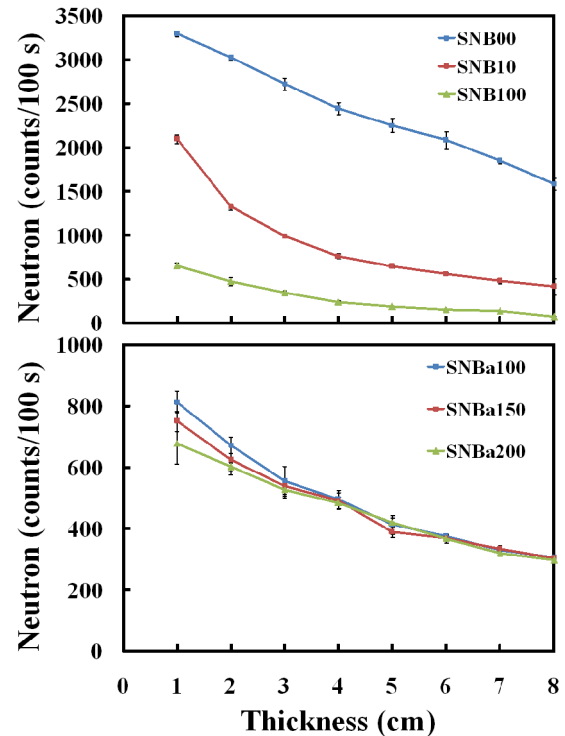 Neutron (counts/100 s)
3500
3000
2500
2000
1500
1000
500
0
SNB00
SNB10
SNB100
Neutron (counts/100 s)
1000
800
600
400
200
0
SNBa100
SNBa150
SNBa200
0 1 2 3 4 5 6 7 8
Thickness (cm)